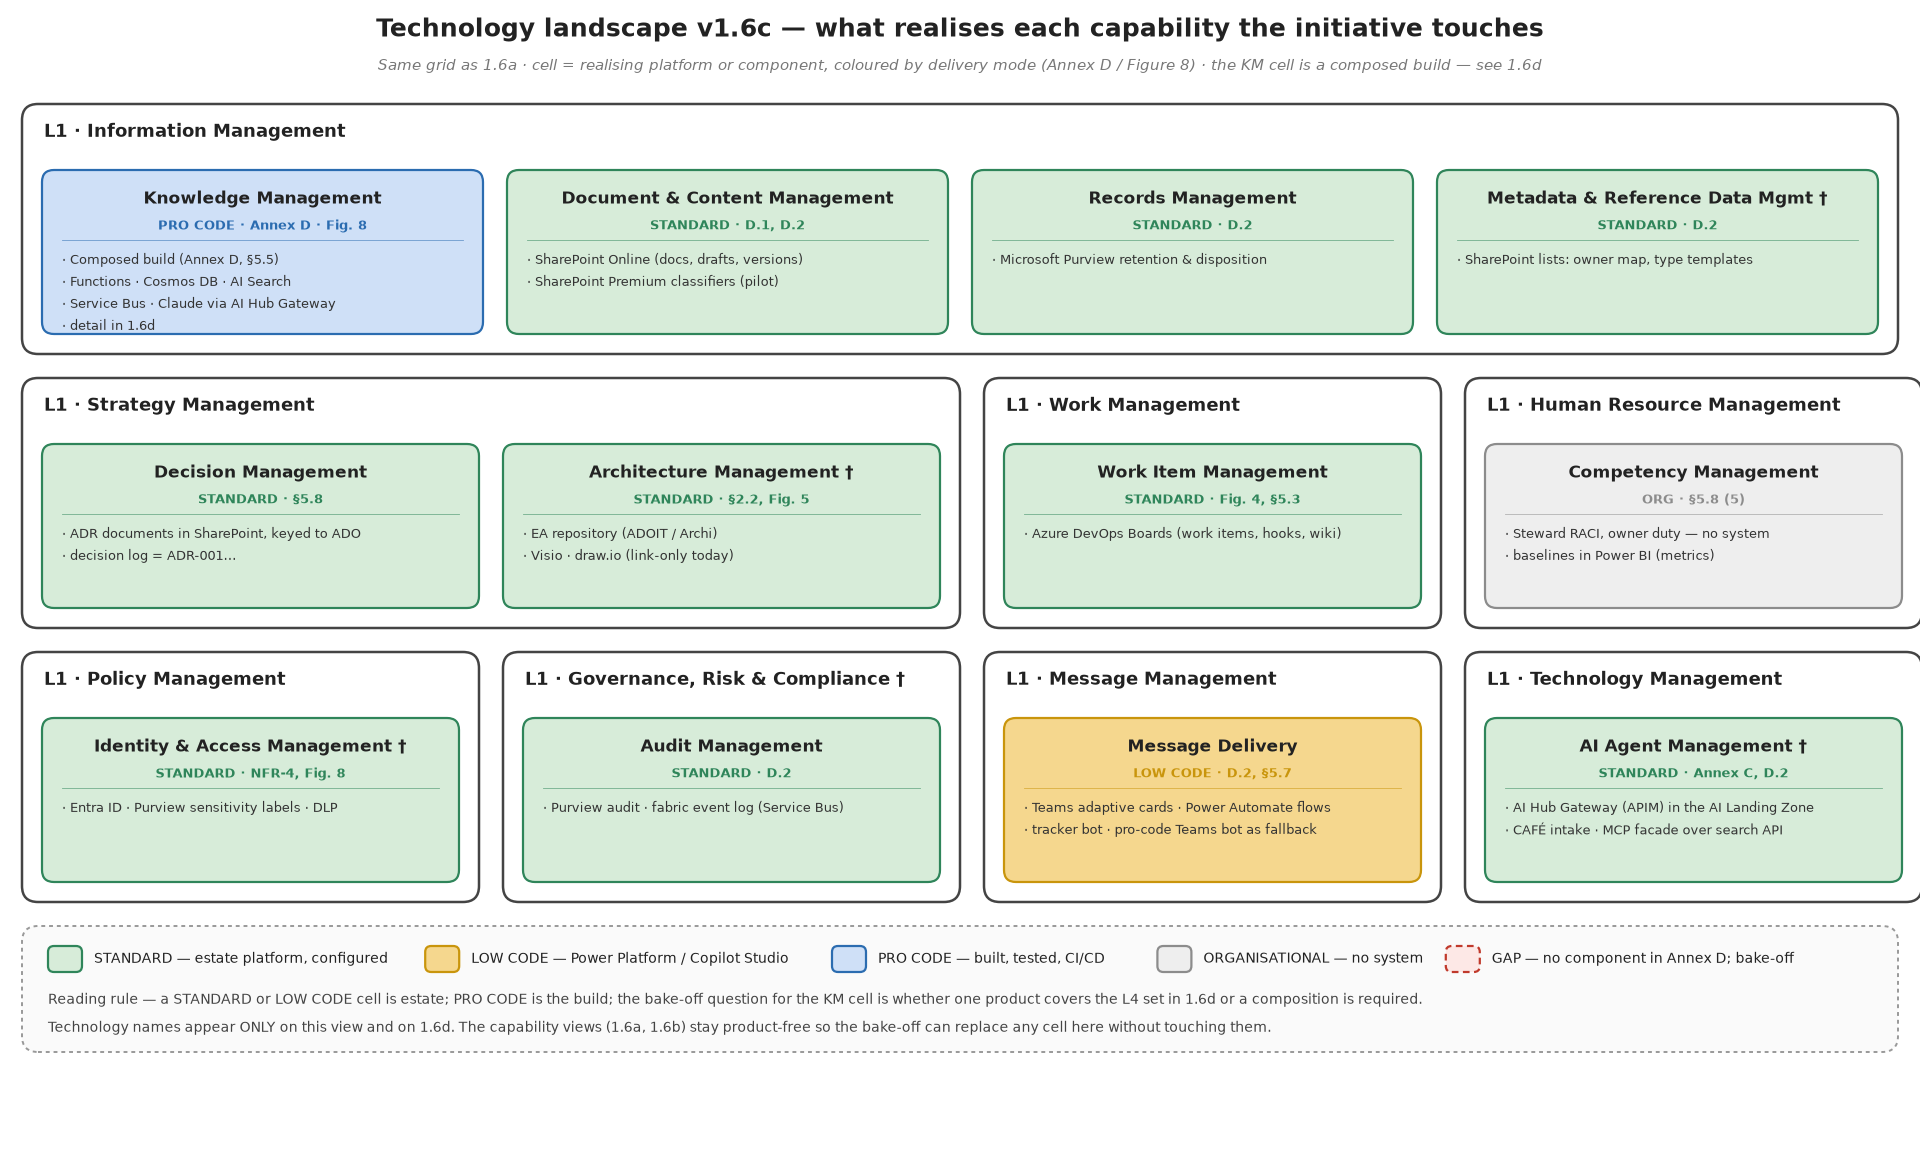 Technology landscape v1.6c — what realises each capability the initiative touches
Same grid as 1.6a · cell = realising platform or component, coloured by delivery mode (Annex D / Figure 8) · the KM cell is a composed build — see 1.6d
L1 · Information Management
Knowledge Management
PRO CODE · Annex D · Fig. 8
· Composed build (Annex D, §5.5)
· Functions · Cosmos DB · AI Search
· Service Bus · Claude via AI Hub Gateway
· detail in 1.6d
Document & Content Management
STANDARD · D.1, D.2
· SharePoint Online (docs, drafts, versions)
· SharePoint Premium classifiers (pilot)
Records Management
STANDARD · D.2
· Microsoft Purview retention & disposition
Metadata & Reference Data Mgmt †
STANDARD · D.2
· SharePoint lists: owner map, type templates
L1 · Strategy Management
Decision Management
STANDARD · §5.8
· ADR documents in SharePoint, keyed to ADO
· decision log = ADR-001…
Architecture Management †
STANDARD · §2.2, Fig. 5
· EA repository (ADOIT / Archi)
· Visio · draw.io (link-only today)
L1 · Work Management
Work Item Management
STANDARD · Fig. 4, §5.3
· Azure DevOps Boards (work items, hooks, wiki)
L1 · Human Resource Management
Competency Management
ORG · §5.8 (5)
· Steward RACI, owner duty — no system
· baselines in Power BI (metrics)
L1 · Policy Management
Identity & Access Management †
STANDARD · NFR-4, Fig. 8
· Entra ID · Purview sensitivity labels · DLP
L1 · Governance, Risk & Compliance †
Audit Management
STANDARD · D.2
· Purview audit · fabric event log (Service Bus)
L1 · Message Management
Message Delivery
LOW CODE · D.2, §5.7
· Teams adaptive cards · Power Automate flows
· tracker bot · pro-code Teams bot as fallback
L1 · Technology Management
AI Agent Management †
STANDARD · Annex C, D.2
· AI Hub Gateway (APIM) in the AI Landing Zone
· CAFÉ intake · MCP facade over search API
STANDARD — estate platform, configured
LOW CODE — Power Platform / Copilot Studio
PRO CODE — built, tested, CI/CD
ORGANISATIONAL — no system
GAP — no component in Annex D; bake-off
Reading rule — a STANDARD or LOW CODE cell is estate; PRO CODE is the build; the bake-off question for the KM cell is whether one product covers the L4 set in 1.6d or a composition is required.
Technology names appear ONLY on this view and on 1.6d. The capability views (1.6a, 1.6b) stay product-free so the bake-off can replace any cell here without touching them.